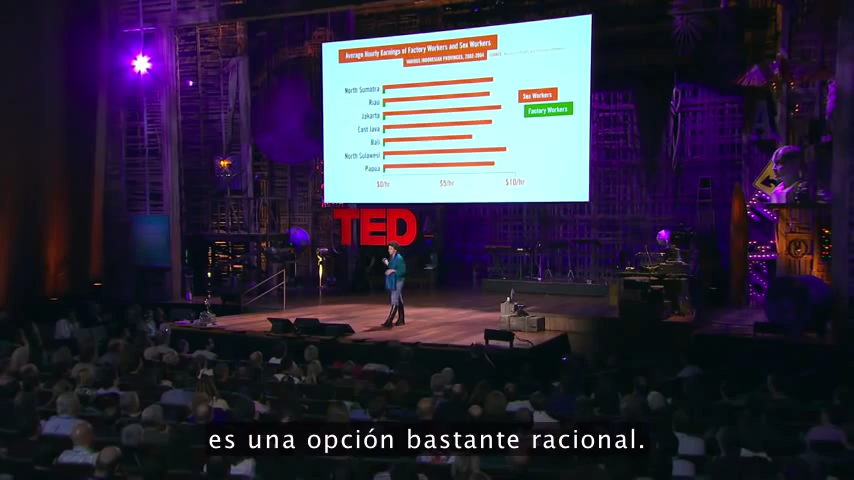 Average Hourly Earnings of Factory Workers and Sex Workers
VARIOUS INDONESIAN PROVINCES, 2002-2004
Sex Workers
Factory Workers
North Sumatra
Riau
Jakarta
East Java
Bali
North Sulawesi
Papua
$0/hr $5/hr $10/hr
TED
es una opción bastante racional.